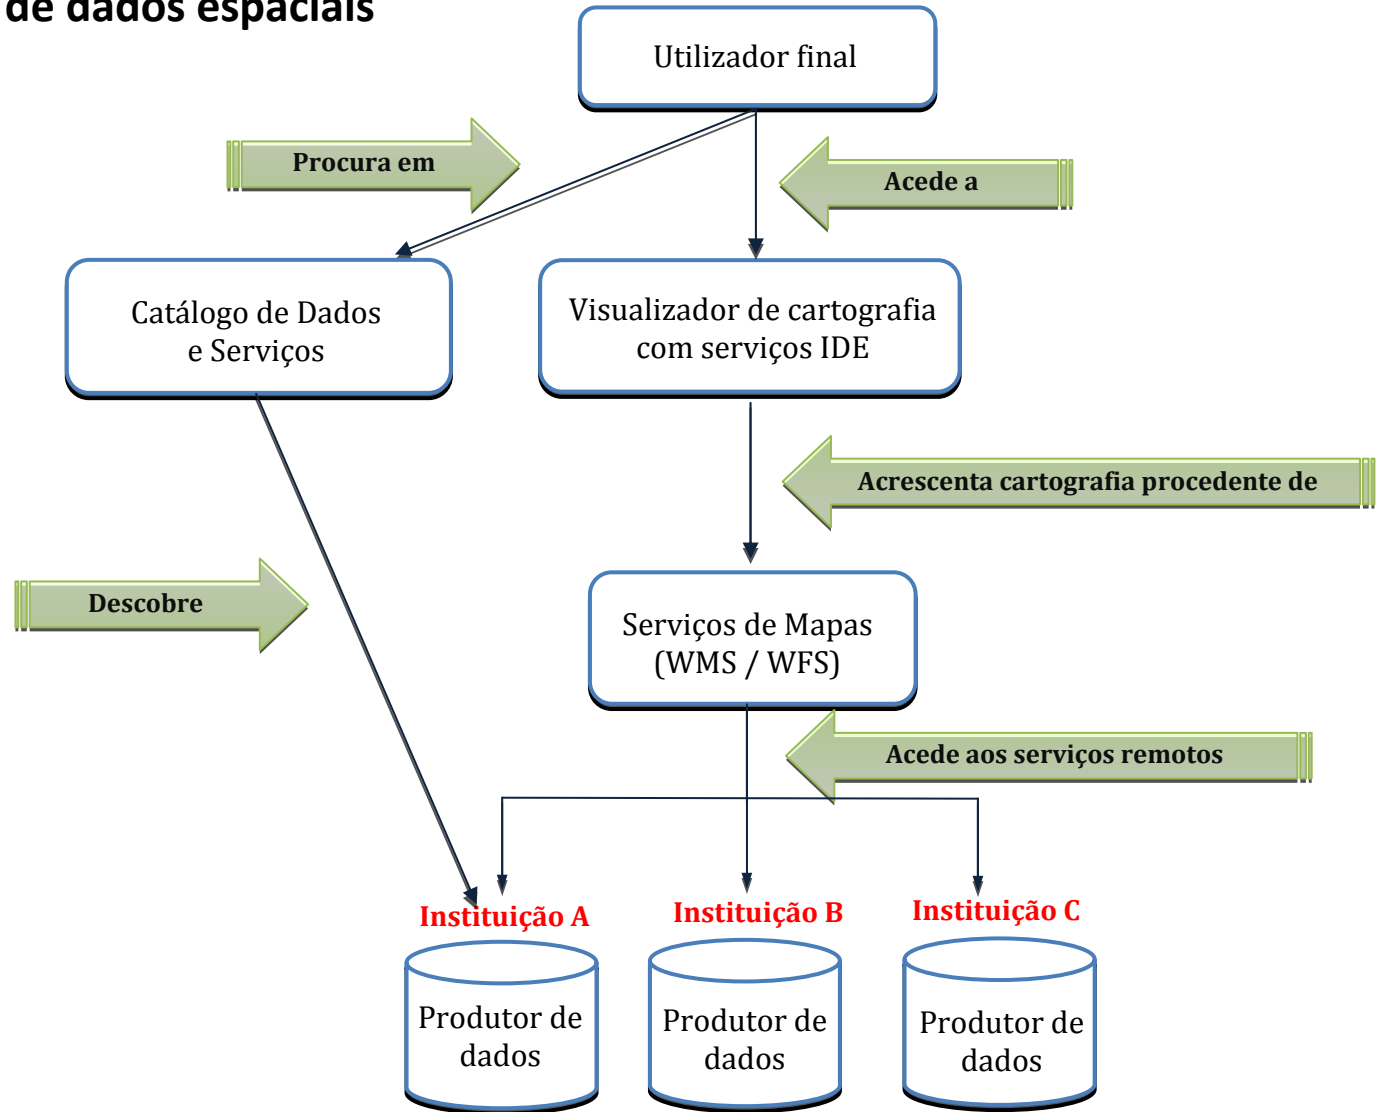 de dados espaciais
Utilizador final
Procura em
Acede a
Catálogo de Dados
e Serviços
Visualizador de cartografia
com serviços IDE
Acrescenta cartografia procedente de
Descobre
Serviços de Mapas
(WMS / WFS)
Acede aos serviços remotos
Instituição A
Instituição B
Instituição C
Produtor de
dados
Produtor de
dados
Produtor de
dados